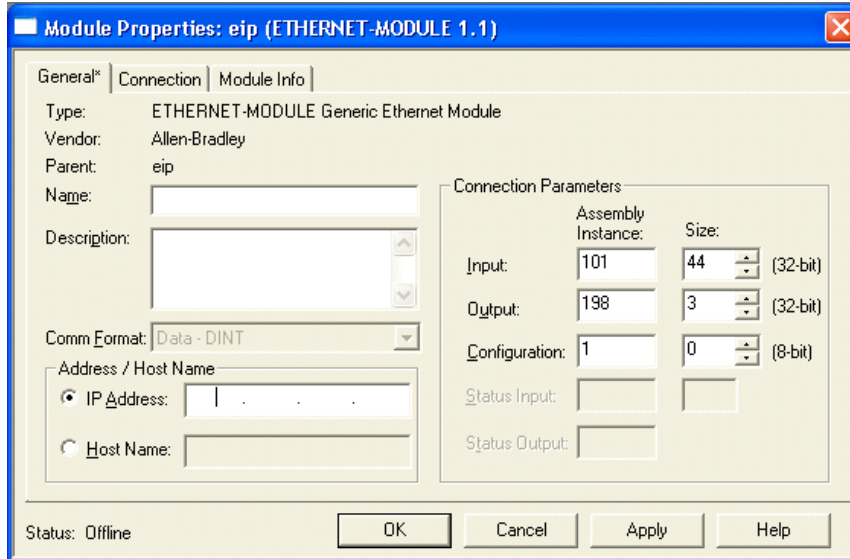 Module Properties: eip (ETHERNET-MODULE 1.1)
General* Connection Module Info
Type: ETHERNET-MODULE Generic Ethernet Module
Vendor: Allen-Bradley
Parent: eip
Name:
Description:
Comm Format: Data - DINT
Address / Host Name
IP Address: . . .
Host Name:
Connection Parameters
Assembly
Instance: Size:
Input: 101 44 (32-bit)
Output: 198 3 (32-bit)
Configuration: 1 0 (8-bit)
Status Input:
Status Output:
Status: Offline
OK Cancel Apply Help